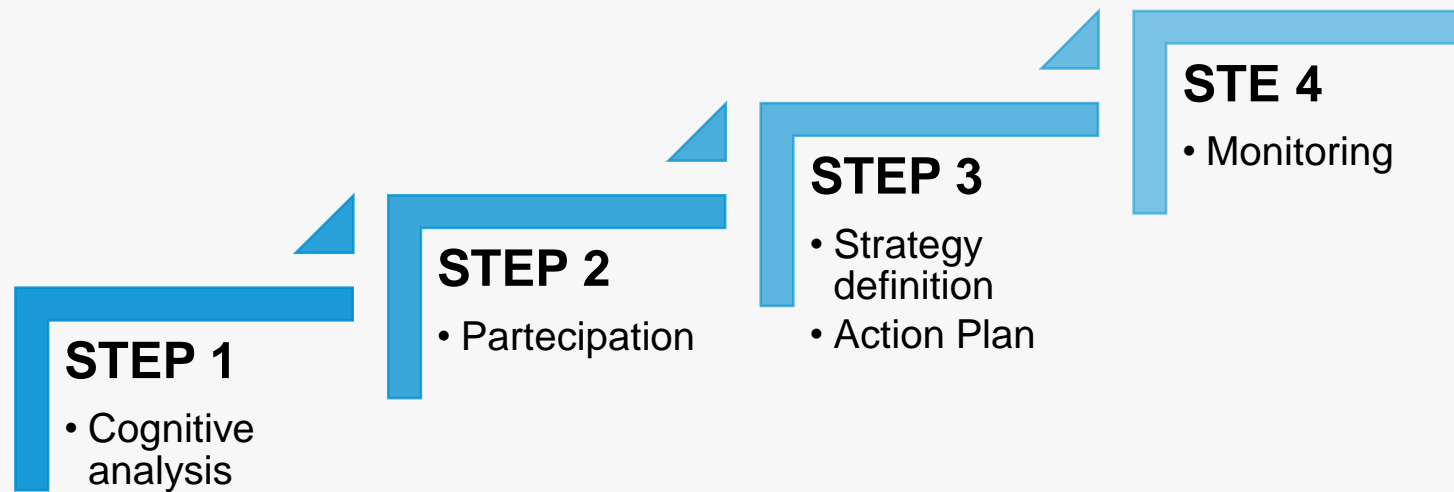 STEP 1
• Cognitive
analysis
STEP 2
• Partecipation
STEP 3
• Strategy
definition
• Action Plan
STE 4
• Monitoring